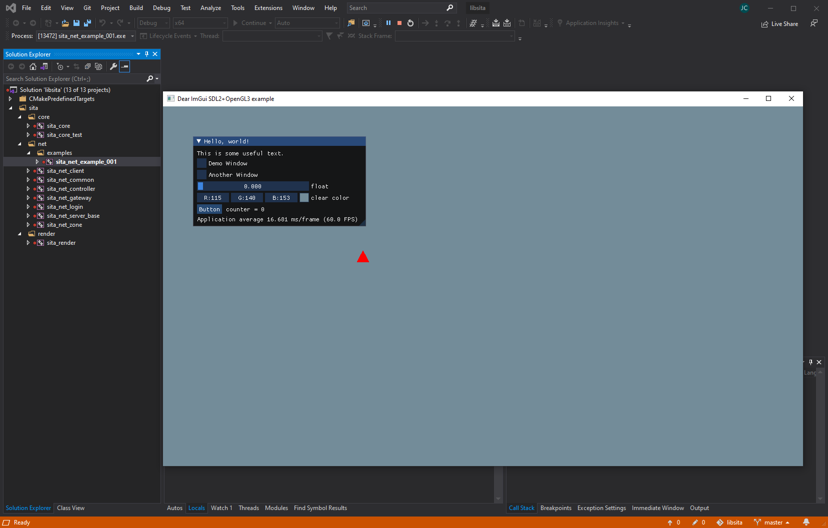 File Edit View Git Project Build Debug Test Analyze Tools Extensions Window Help Search libsita JC
Debug x64 Continue Auto Application Insights Live Share
Process: [13472] sita_net_example_001.exe Lifecycle Events Thread: Stack Frame:
Solution Explorer
Search Solution Explorer (Ctrl+;)
Solution 'libsita' (13 of 13 projects)
CMakePredefinedTargets
sita
core
sita_core
sita_core_test
net
examples
sita_net_example_001
sita_net_client
sita_net_common
sita_net_controller
sita_net_gateway
sita_net_login
sita_net_server_base
sita_net_zone
render
sita_render
Dear ImGui SDL2+OpenGL3 example
Hello, world!
This is some useful text.
Demo Window
Another Window
0.000 float
R:115 G:140 B:153 clear color
Button counter = 0
Application average 16.681 ms/frame (60.0 FPS)
Lang
Solution Explorer Class View
Autos Locals Watch 1 Threads Modules Find Symbol Results
Call Stack Breakpoints Exception Settings Immediate Window Output
Ready 0 0 libsita master